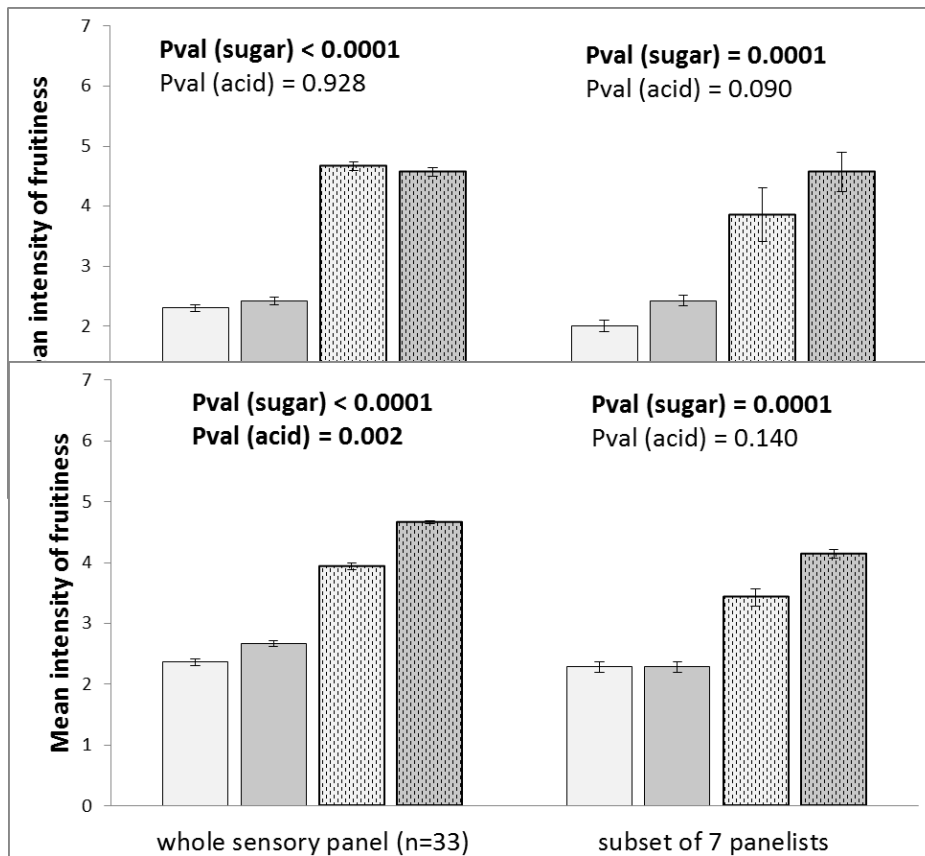 7
Pval (sugar) < 0.0001
Pval (acid) = 0.928
Pval (sugar) = 0.0001
Pval (acid) = 0.090
6
5
4
3
2
intensity of fruitiness
7
Pval (sugar) < 0.0001
Pval (acid) = 0.002
Pval (sugar) = 0.0001
Pval (acid) = 0.140
6
5
4
3
2
1
0
Mean intensity of fruitiness
whole sensory panel (n=33)
subset of 7 panelists